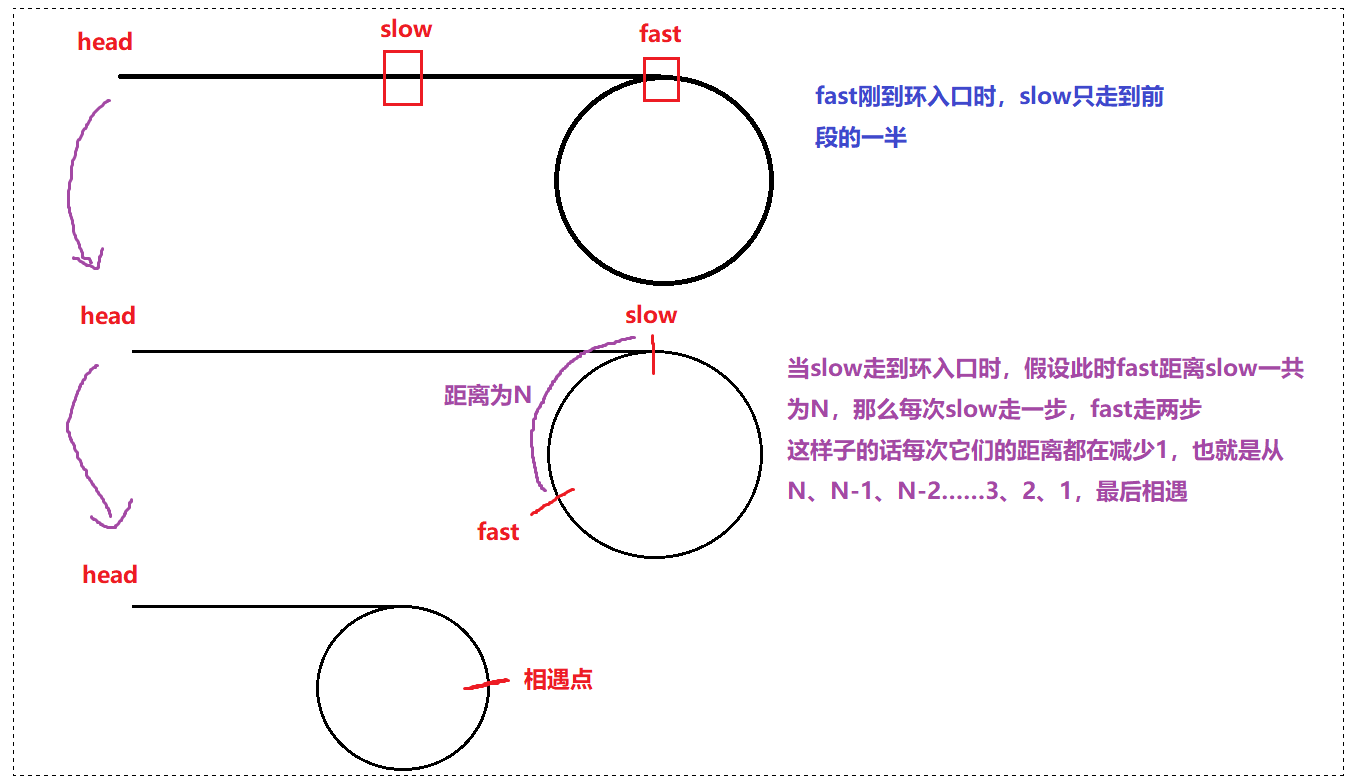 head
slow
fast
fast刚到环入口时，slow只走到前
段的一半
head
slow
距离为N
fast
当slow走到环入口时，假设此时fast距离slow一共
为N，那么每次slow走一步，fast走两步
这样子的话每次它们的距离都在减少1，也就是从
N、N-1、N-2……3、2、1，最后相遇
head
相遇点